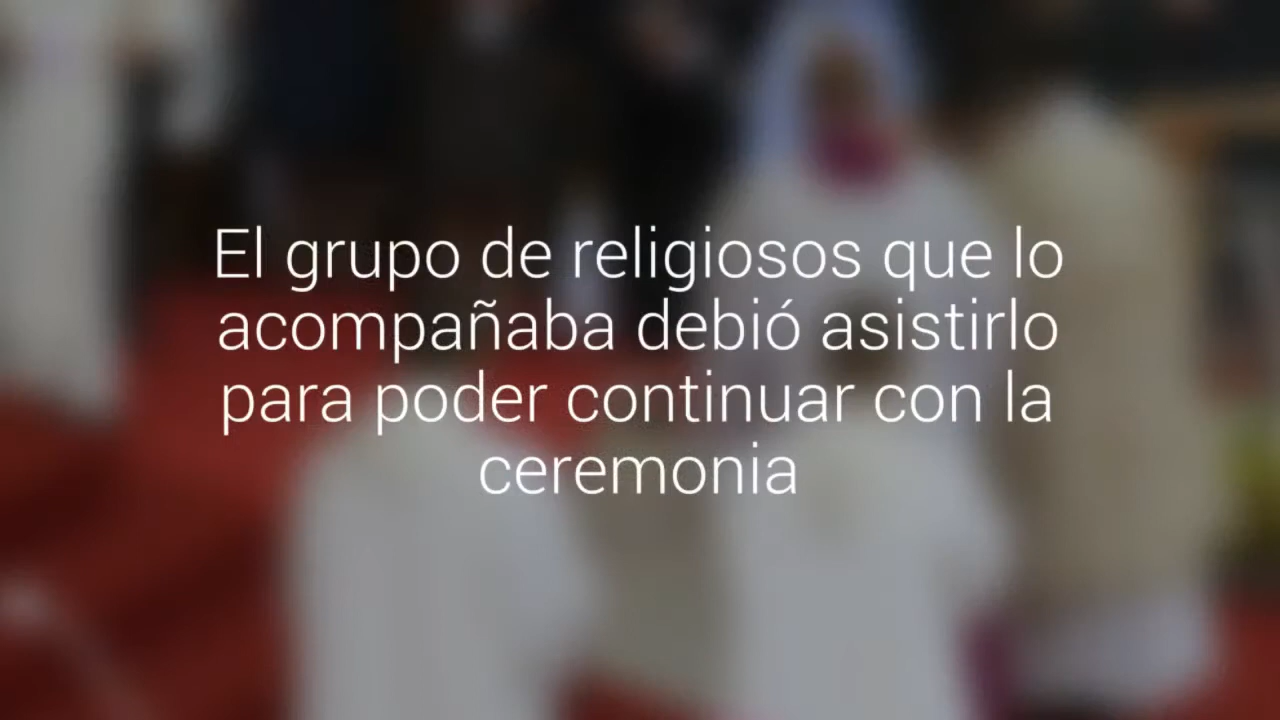 El grupo de religiosos que lo
acompañaba debió asistirlo
para poder continuar con la
ceremonia